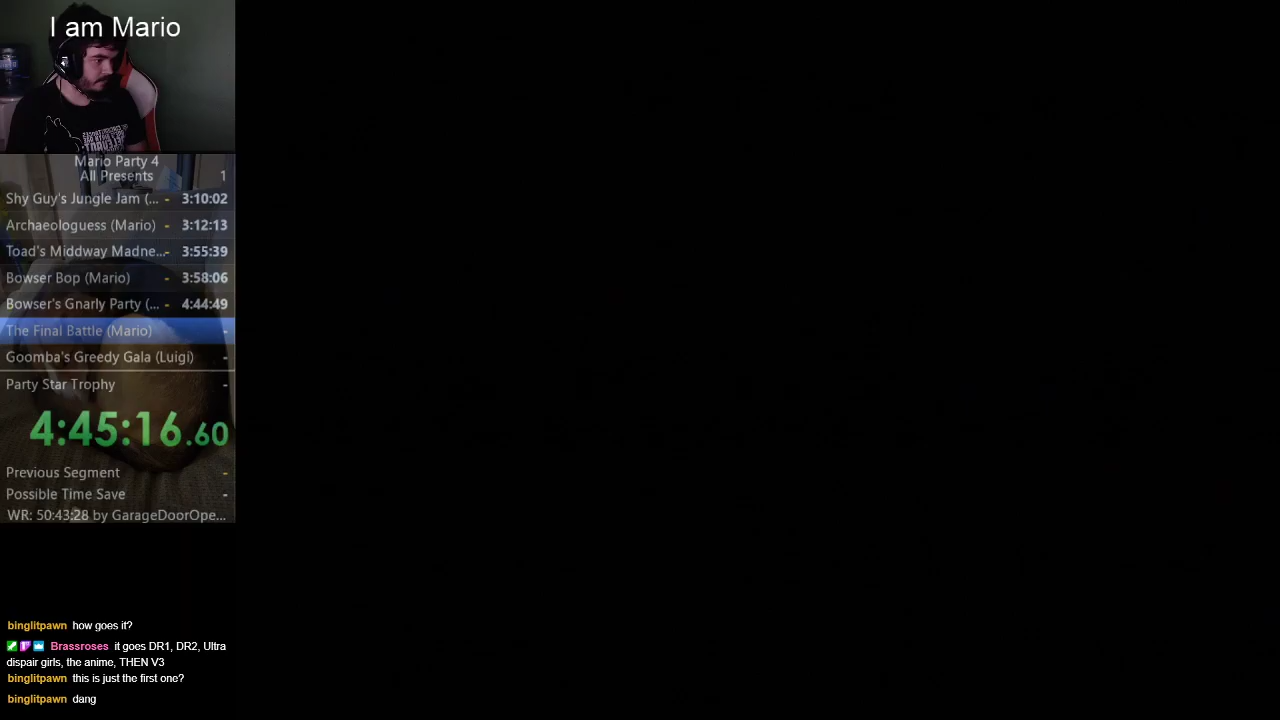 I am Mario
Mario Party 4
All Presents 1
Shy Guy's Jungle Jam (... - 3:10:02
Archaeologuess (Mario) - 3:12:13
Toad's Middway Madne... - 3:55:39
Bowser Bop (Mario) - 3:58:06
Bowser's Gnarly Party (... - 4:44:49
The Final Battle (Mario) -
Goomba's Greedy Gala (Luigi) -
Party Star Trophy -
4:45:16.60
Previous Segment -
Possible Time Save -
WR: 50:43:28 by GarageDoorOpe...
binglitpawn how goes it?
Brassroses it goes DR1, DR2, Ultra
dispair girls, the anime, THEN V3
binglitpawn this is just the first one?
binglitpawn dang